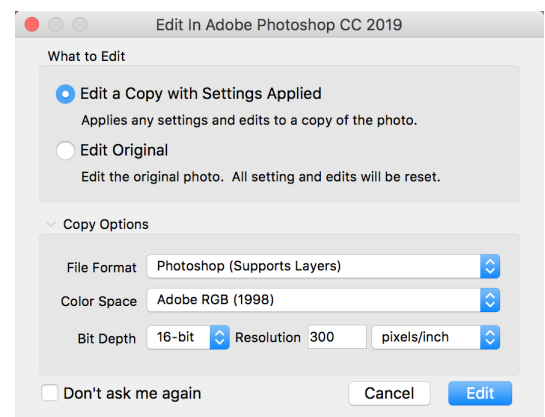 Edit In Adobe Photoshop CC 2019
What to Edit
Edit a Copy with Settings Applied
Applies any settings and edits to a copy of the photo.
Edit Original
Edit the original photo.  All setting and edits will be reset.
Copy Options
File Format Photoshop (Supports Layers)
Color Space Adobe RGB (1998)
Bit Depth 16-bit Resolution 300 pixels/inch
Don't ask me again Cancel Edit